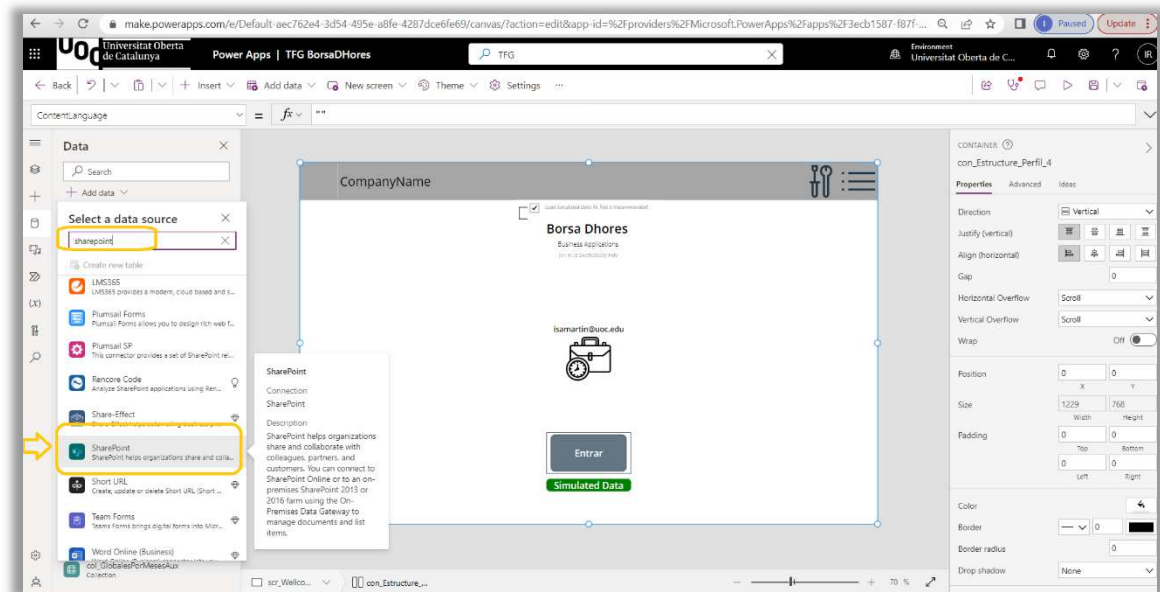 make.powerapps.com/e/Default-aec762e4-3d54-495e-a8fe-4287dce6fe69/canvas/?action=edit&app-id=%2Fproviders%2FMicrosoft.PowerApps%2Fapps%2F3ecb1587-f87f-...
Paused
Update
UOC Universitat Oberta
de Catalunya
Power Apps | TFG BorsaDHores
TFG
Environment
Universitat Oberta de C...
IR
Back
Insert
Add data
New screen
Theme
Settings
ContentLanguage
= fx ""
Data
Search
Add data
Select a data source
sharepoint
Create new table
LMS365
LMS365 provides a modern, cloud based and s...
Plumsail Forms
Plumsail Forms allows you to design rich web f...
Plumsail SP
This connector provides a set of SharePoint rel...
Rencore Code
Analyze SharePoint applications using Ren...
Share-Effect
SharePoint
SharePoint helps organizations share and colla...
Short URL
Create, update or delete Short URL (Short ...
Team Forms
Teams Forms brings digital forms into Micr...
Word Online (Business)
col_GlobalesPorMesesAux
Collection
SharePoint
Connection
SharePoint
Description
SharePoint helps organizations
share and collaborate with
colleagues, partners, and
customers. You can connect to
SharePoint Online or to an on-
premises SharePoint 2013 or
2016 farm using the On-
Premises Data Gateway to
manage documents and list
items.
CompanyName
Borsa Dhores
Business Applications
isamartin@uoc.edu
Entrar
Simulated Data
scr_Wellco...
con_Estructure_...
70 %
CONTAINER
con_Estructure_Perfil_4
Properties
Advanced
Ideas
Direction
Vertical
Justify (vertical)
Align (horizontal)
Gap
0
Horizontal Overflow
Scroll
Vertical Overflow
Scroll
Wrap
Off
Position
0
0
X
Y
Size
1229
768
Width
Height
Padding
0
0
Top
Bottom
0
0
Left
Right
Color
Border
0
Border radius
0
Drop shadow
None